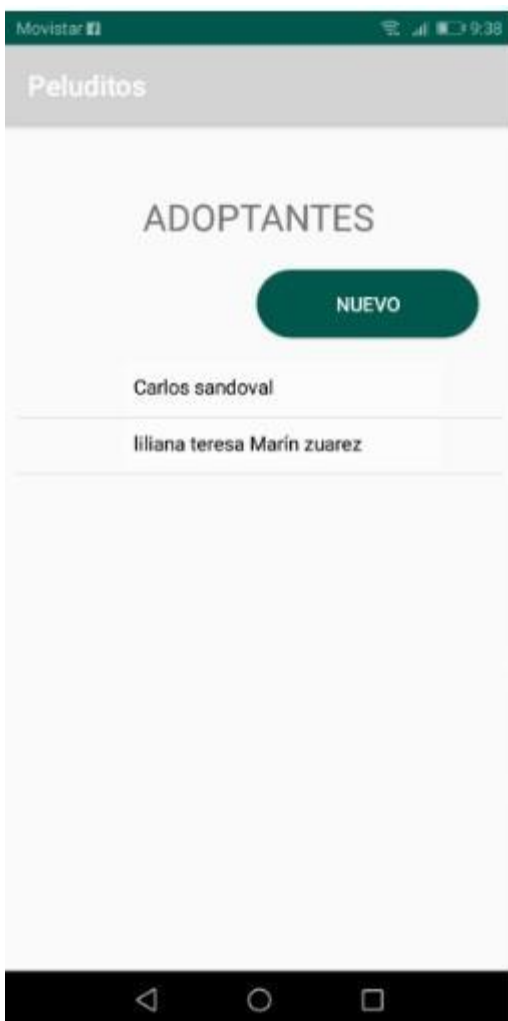 Movistar 9:38
Peluditos
ADOPTANTES
NUEVO
Carlos sandoval
liliana teresa Marín zuarez